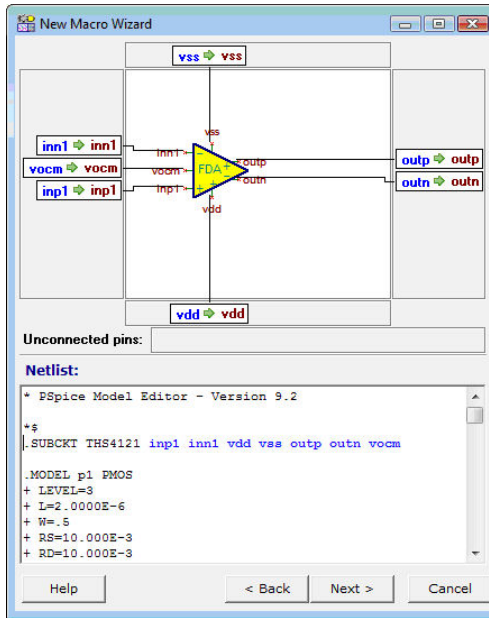 New Macro Wizard
vss ⇒ vss
vss
inn1 ⇒ inn1
inn1
vocm ⇒ vocm
vocm
inp1 ⇒ inp1
inp1
− + FDA + −
outp
outn
outp ⇒ outp
outn ⇒ outn
vdd
vdd ⇒ vdd
Unconnected pins:
Netlist:
* PSpice Model Editor - Version 9.2
*$
.SUBCKT THS4121 inp1 inn1 vdd vss outp outn vocm
.MODEL p1 PMOS
+ LEVEL=3
+ L=2.0000E-6
+ W=.5
+ RS=10.000E-3
+ RD=10.000E-3
Help
< Back
Next >
Cancel